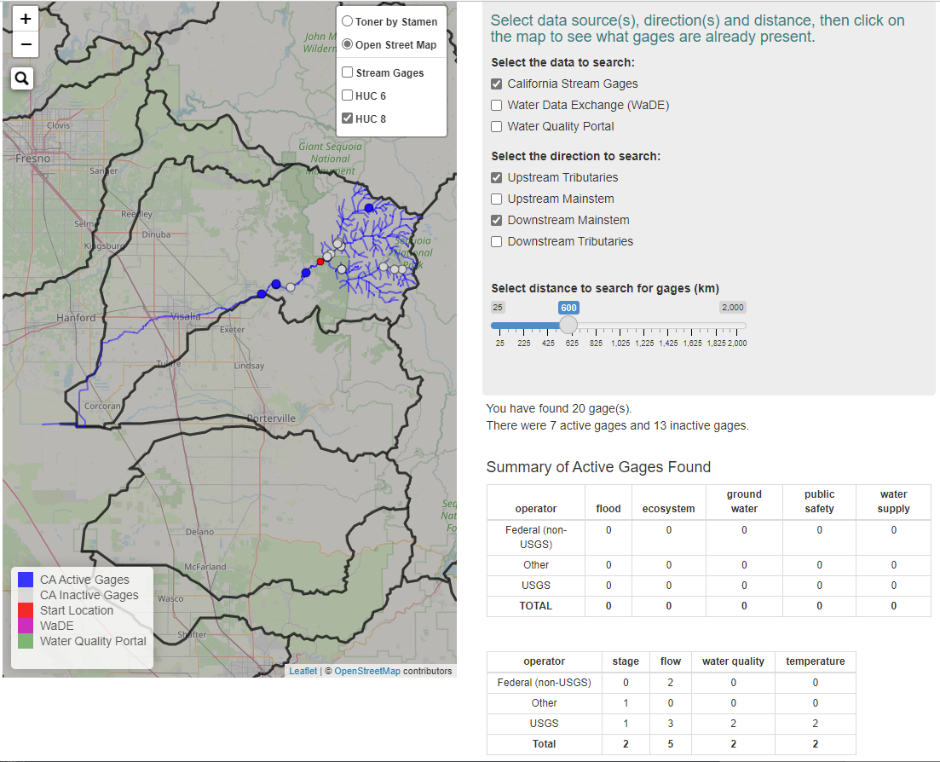 +
−
Toner by Stamen
Open Street Map
Stream Gages
HUC 6
HUC 8
John M
Wildern
Clovis
Fresno
Sanger
Giant Sequoia
National
Monument
Reedley
Selm
Dinuba
Kingsburg
Sequoia
National
Park
Hanford
Visalia
Exeter
Tulare
Lindsay
Corcoran
Porterville
Delano
McFarland
Wasco
Shafter
Seq
Nat
Fo
CA Active Gages
CA Inactive Gages
Start Location
WaDE
Water Quality Portal
Leaflet | © OpenStreetMap contributors
Select data source(s), direction(s) and distance, then click on
the map to see what gages are already present.
Select the data to search:
California Stream Gages
Water Data Exchange (WaDE)
Water Quality Portal
Select the direction to search:
Upstream Tributaries
Upstream Mainstem
Downstream Mainstem
Downstream Tributaries
Select distance to search for gages (km)
25 600 2,000
25 225 425 625 825 1,025 1,225 1,425 1,625 1,825 2,000
You have found 20 gage(s).
There were 7 active gages and 13 inactive gages.
Summary of Active Gages Found
operator flood ecosystem ground water public safety water supply
Federal (non-USGS) 0 0 0 0 0
Other 0 0 0 0 0
USGS 0 0 0 0 0
TOTAL 0 0 0 0 0
operator stage flow water quality temperature
Federal (non-USGS) 0 2 0 0
Other 1 0 0 0
USGS 1 3 2 2
Total 2 5 2 2